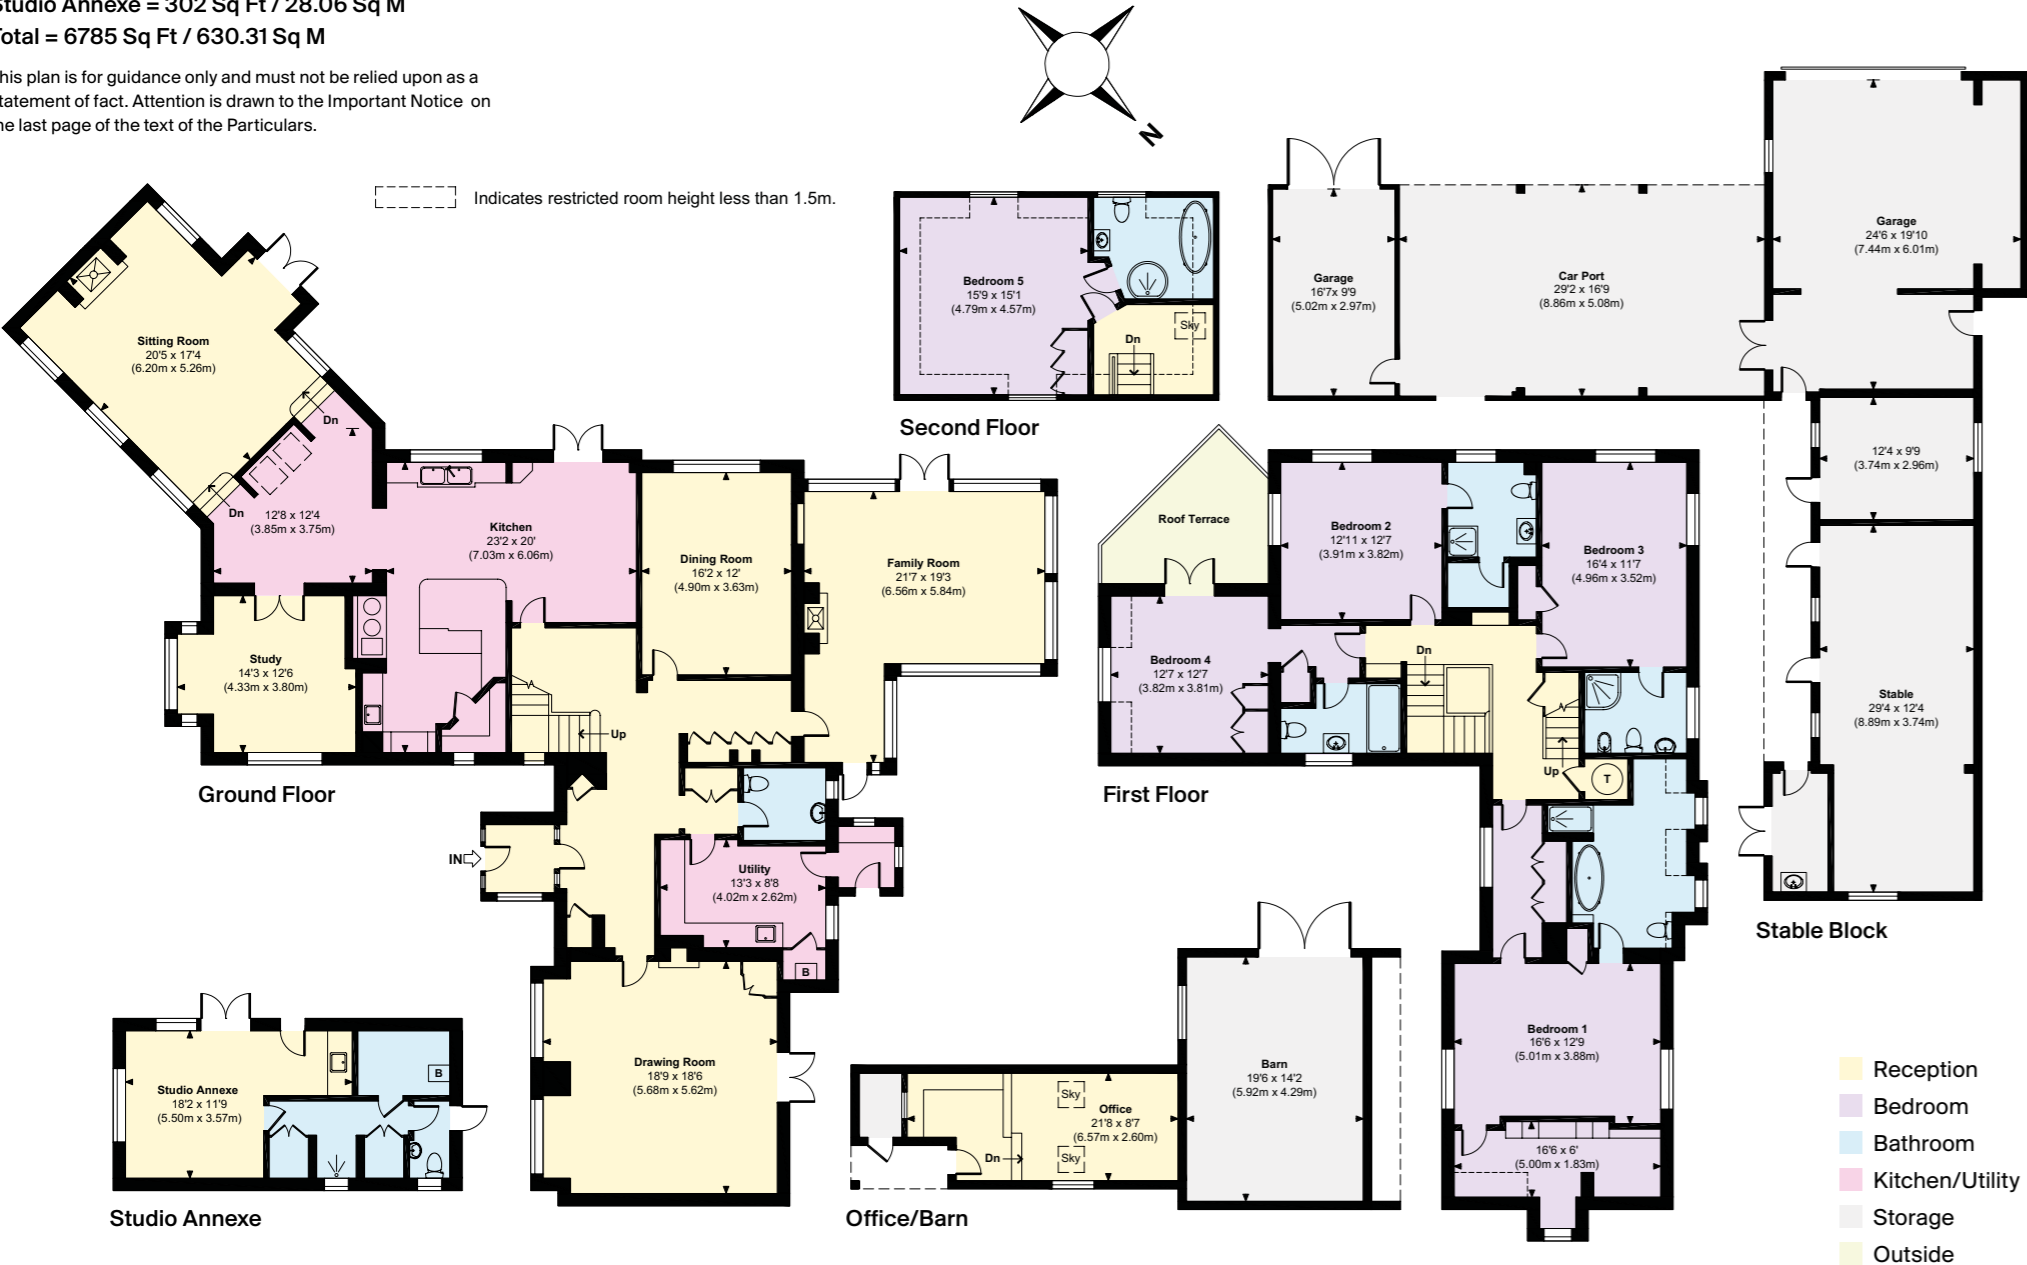 Studio Annexe = 302 Sq Ft / 28.06 Sq M
Total = 6785 Sq Ft / 630.31 Sq M
This plan is for guidance only and must not be relied upon as a
statement of fact. Attention is drawn to the Important Notice on
the last page of the text of the Particulars.
N
Indicates restricted room height less than 1.5m.
Sitting Room
20'5 x 17'4
(6.20m x 5.26m)
Dn
Dn
12'8 x 12'4
(3.85m x 3.75m)
Kitchen
23'2 x 20'
(7.03m x 6.06m)
Dining Room
16'2 x 12'
(4.90m x 3.63m)
Family Room
21'7 x 19'3
(6.56m x 5.84m)
Study
14'3 x 12'6
(4.33m x 3.80m)
Up
IN
Utility
13'3 x 8'8
(4.02m x 2.62m)
B
Drawing Room
18'9 x 18'6
(5.68m x 5.62m)
Ground Floor
Bedroom 5
15'9 x 15'1
(4.79m x 4.57m)
Sky
Dn
Second Floor
Garage
16'7x 9'9
(5.02m x 2.97m)
Car Port
29'2 x 16'9
(8.86m x 5.08m)
Garage
24'6 x 19'10
(7.44m x 6.01m)
12'4 x 9'9
(3.74m x 2.96m)
Stable
29'4 x 12'4
(8.89m x 3.74m)
Stable Block
Roof Terrace
Bedroom 2
12'11 x 12'7
(3.91m x 3.82m)
Bedroom 3
16'4 x 11'7
(4.96m x 3.52m)
Bedroom 4
12'7 x 12'7
(3.82m x 3.81m)
Dn
Up
T
First Floor
Bedroom 1
16'6 x 12'9
(5.01m x 3.88m)
16'6 x 6'
(5.00m x 1.83m)
Studio Annexe
18'2 x 11'9
(5.50m x 3.57m)
B
Studio Annexe
Barn
19'6 x 14'2
(5.92m x 4.29m)
Sky
Office
21'8 x 8'7
(6.57m x 2.60m)
Dn
Sky
Office/Barn
Reception
Bedroom
Bathroom
Kitchen/Utility
Storage
Outside